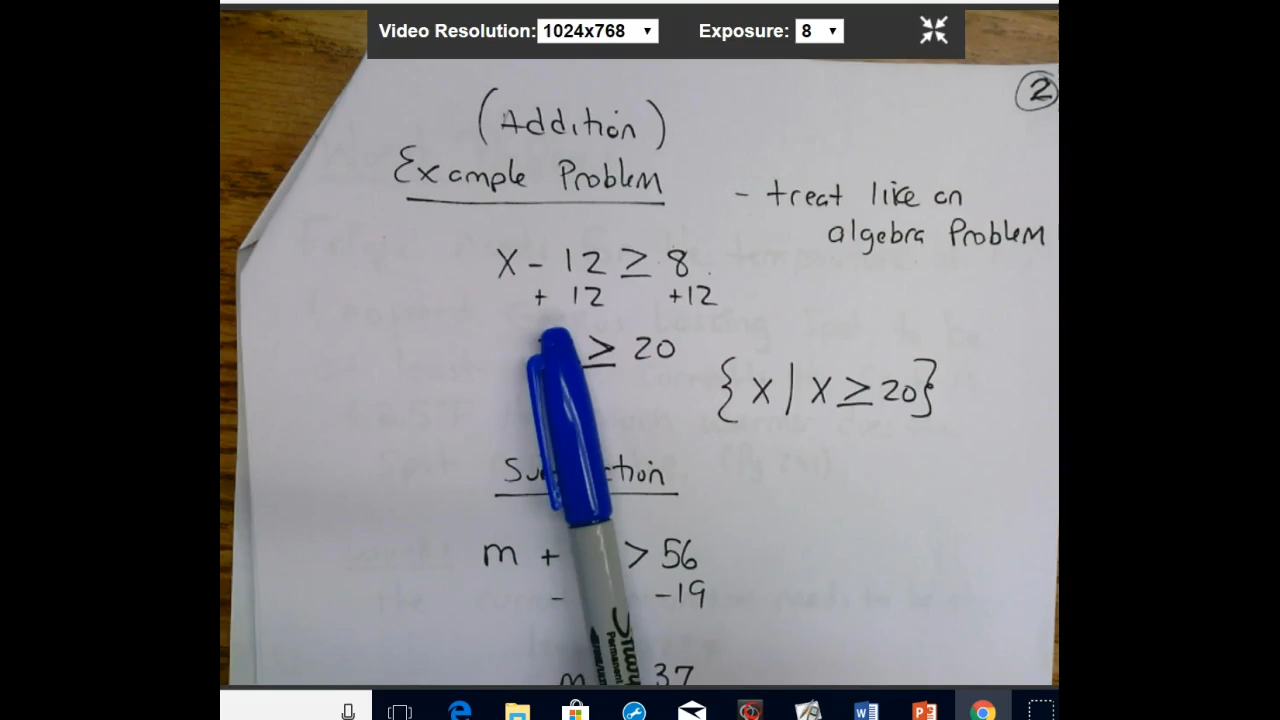 Video Resolution: 1024x768 Exposure: 8
2
(Addition)
Example Problem
- treat like an
algebra Problem
X - 12 ≥ 8
+ 12 +12
≥ 20
{X | X ≥ 20}
m + > 56
- -19
m 37
Permanent